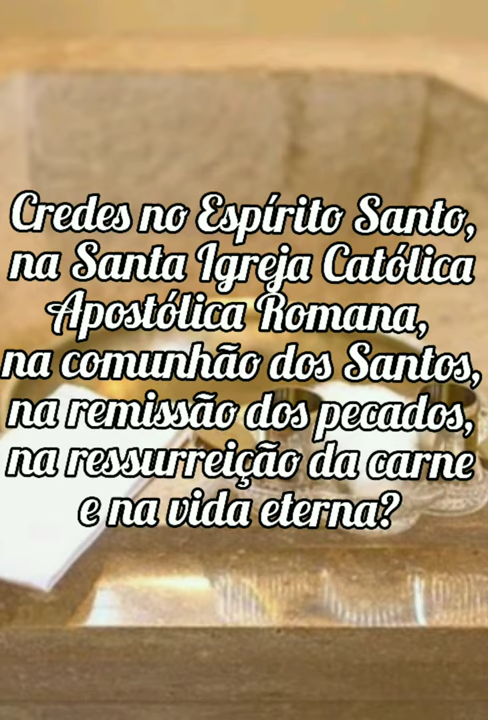 Credes no Espírito Santo,
na Santa Igreja Católica
Apostólica Romana,
na comunhão dos Santos,
na remissão dos pecados,
na ressurreição da carne
e na vida eterna?